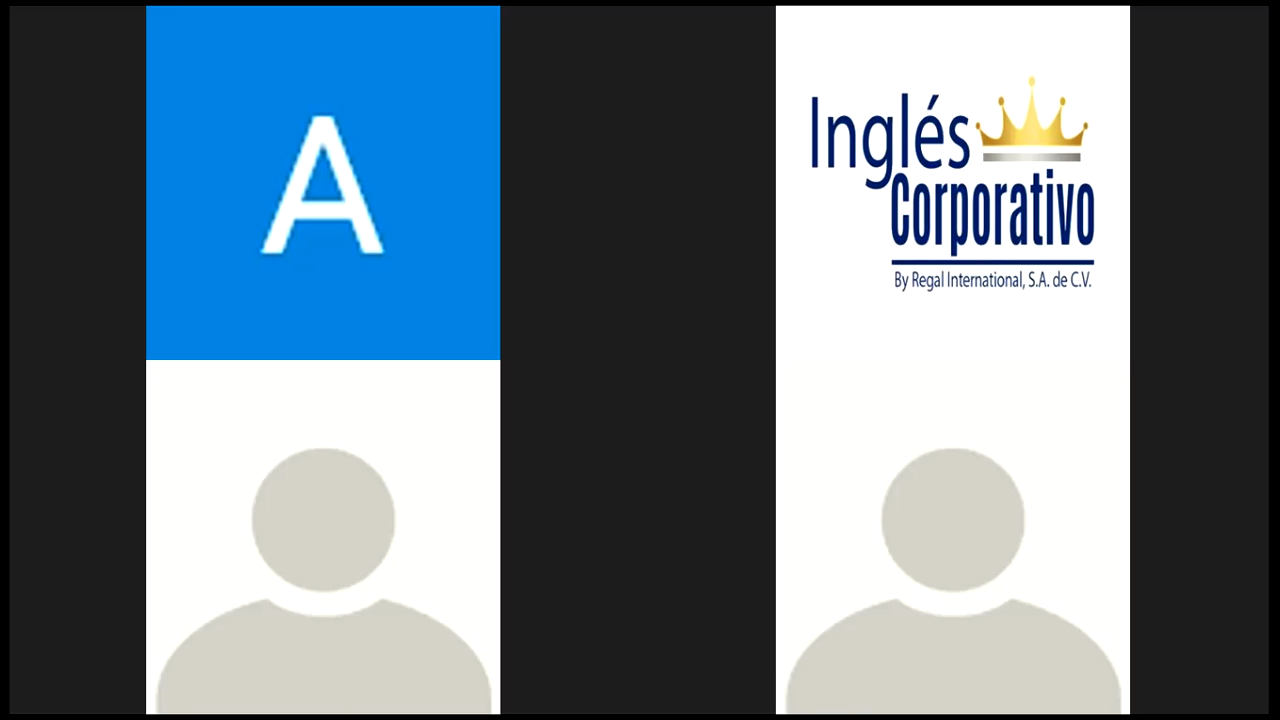 A
Inglés
Corporativo
By Regal International, S.A. de C.V.